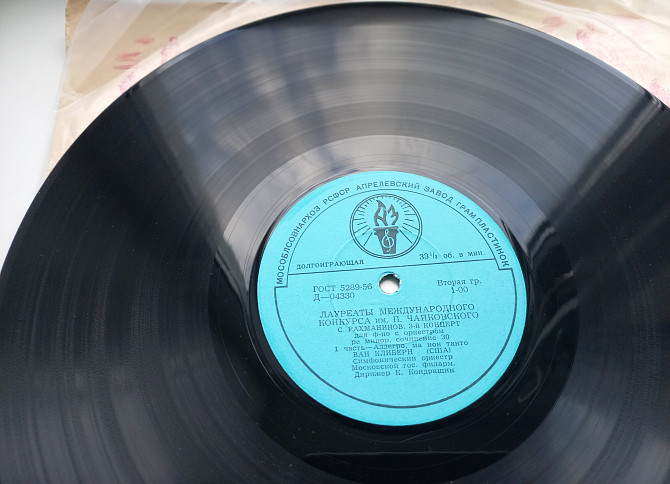 МОСОБЛСОВНАРХОЗ РСФСР АПРЕЛЕВСКИЙ ЗАВОД ГРАМПЛАСТИНОК
АЗ
ДОЛГОИГРАЮЩАЯ 33⅓ об. в мин.
ГОСТ 5289-56 Вторая гр.
Д—04330 1-00
ЛАУРЕАТЫ МЕЖДУНАРОДНОГО
КОНКУРСА им. П. ЧАЙКОВСКОГО
С. РАХМАНИНОВ. 3-й КОНЦЕРТ
для ф-но с оркестром
ре минор, сочинение 30
1 часть—Аллегро, ма нон танто
ВАН КЛИБЕРН (США)
Симфонический оркестр
Московской гос. филарм.
Дирижер К. Кондрашин